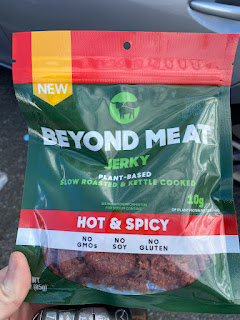 NEW
BEYOND MEAT
JERKY
PLANT-BASED
SLOW ROASTED & KETTLE COOKED
10g
HOT & SPICY
NO GMOs
NO SOY
NO GLUTEN